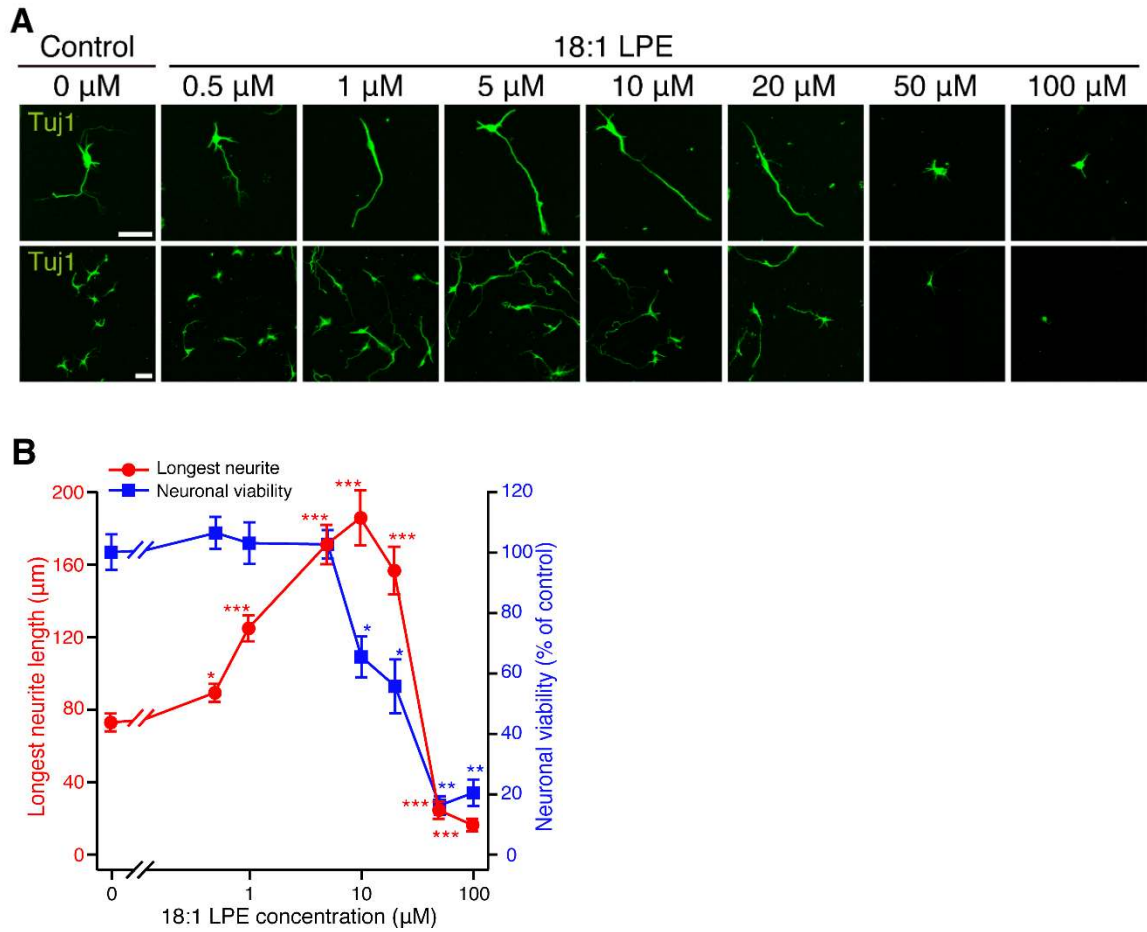 A
Control 18:1 LPE
0 µM 0.5 µM 1 µM 5 µM 10 µM 20 µM 50 µM 100 µM
Tuj1
Tuj1
B
Longest neurite
Neuronal viability
200
160
120
80
40
0
Longest neurite length (µm)
120
100
80
60
40
20
0
Neuronal viability (% of control)
*
***
***
***
***
***
***
*
*
**
**
0 1 10 100
18:1 LPE concentration (µM)